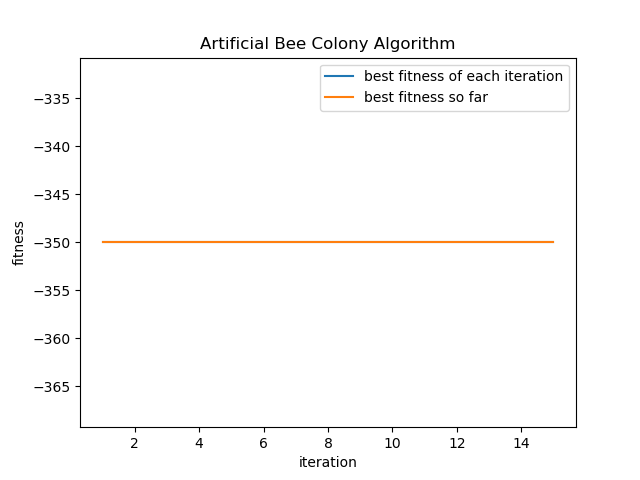 Artificial Bee Colony Algorithm
best fitness of each iteration
best fitness so far
fitness
−335
−340
−345
−350
−355
−360
−365
2 4 6 8 10 12 14
iteration